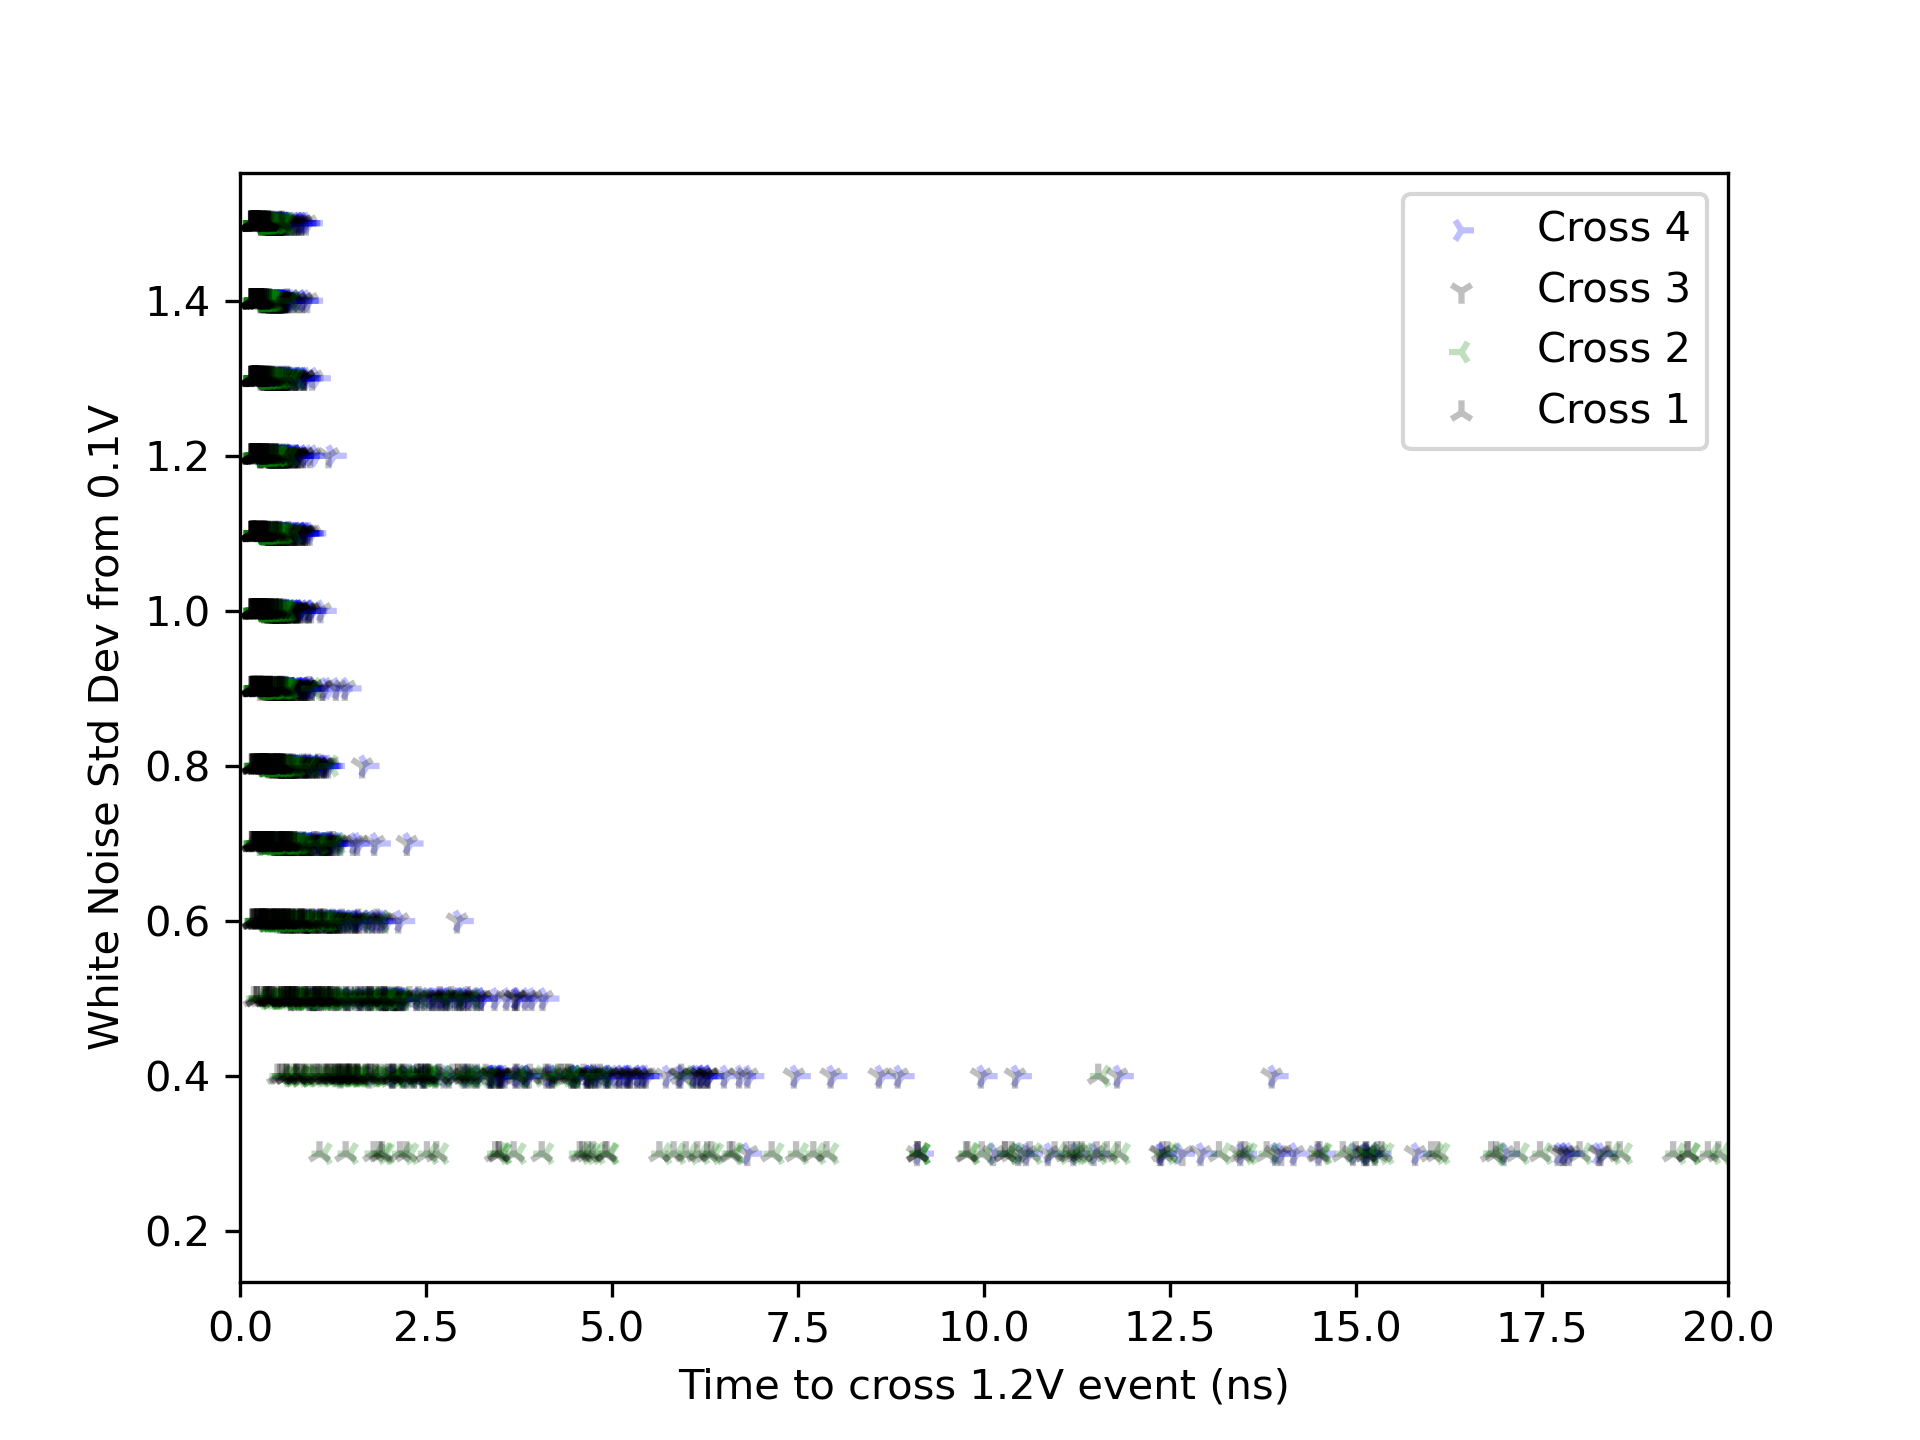 Cross 4
Cross 3
Cross 2
Cross 1
White Noise Std Dev from 0.1V
1.4
1.2
1.0
0.8
0.6
0.4
0.2
0.0 2.5 5.0 7.5 10.0 12.5 15.0 17.5 20.0
Time to cross 1.2V event (ns)